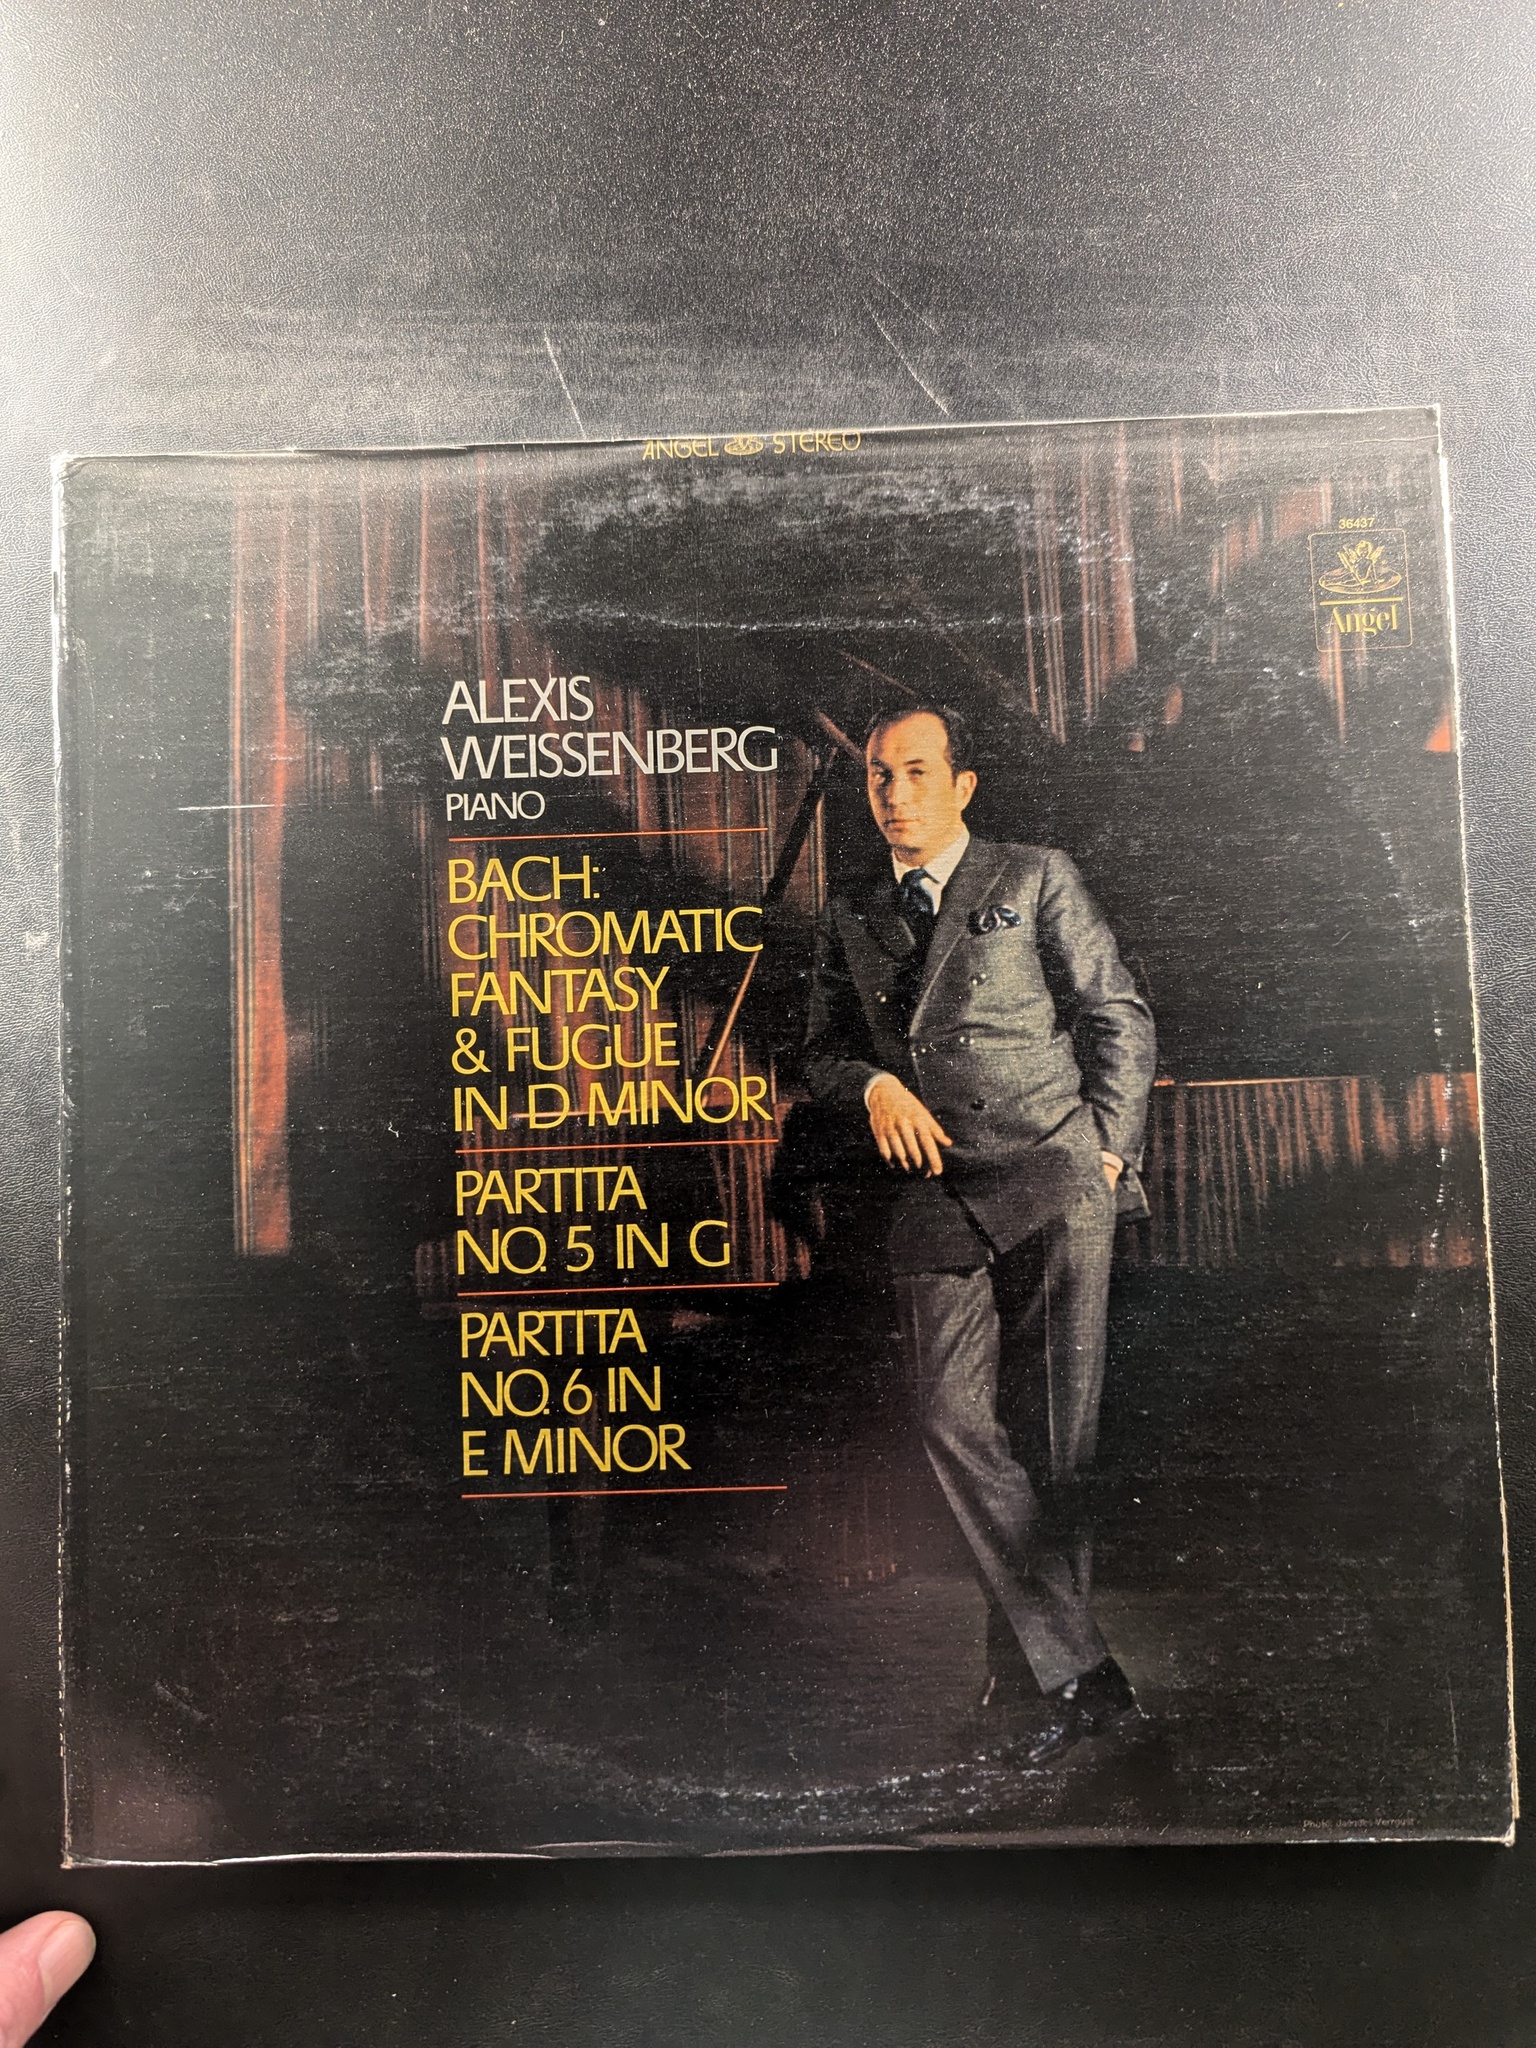 ANGEL STEREO
36437
Angel
ALEXIS
WEISSENBERG
PIANO
BACH:
CHROMATIC
FANTASY
& FUGUE
IN D MINOR
PARTITA
NO. 5 IN G
PARTITA
NO. 6 IN
E MINOR
Photo: